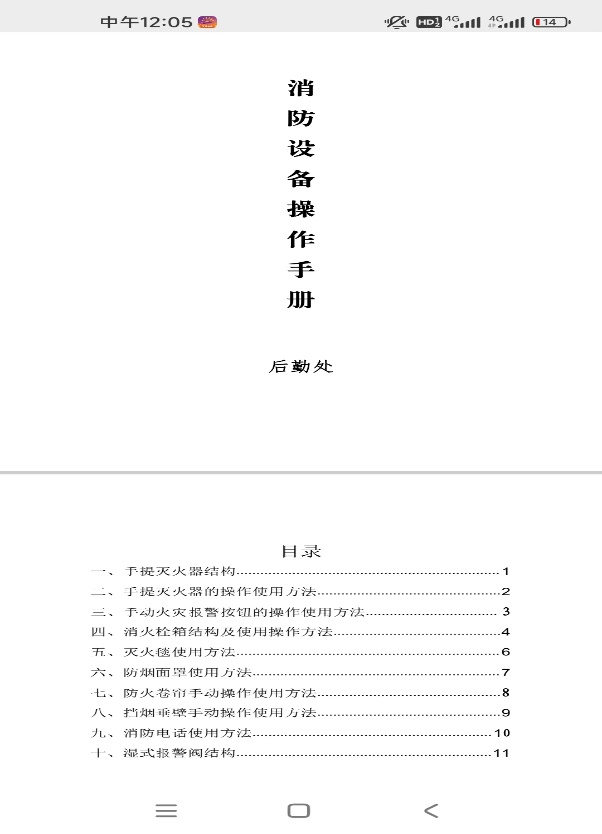 中午12:05
HD 1 2 4G 4G 14
消
防
设
备
操
作
手
册
后勤处
目录
一、手提灭火器结构........................................1
二、手提灭火器的操作使用方法........................................2
三、手动火灾报警按钮的操作使用方法........................................3
四、消火栓箱结构及使用操作方法........................................4
五、灭火毯使用方法........................................6
六、防烟面罩使用方法........................................7
七、防火卷帘手动操作使用方法........................................8
八、挡烟垂壁手动操作使用方法........................................9
九、消防电话使用方法........................................10
十、湿式报警阀结构........................................11